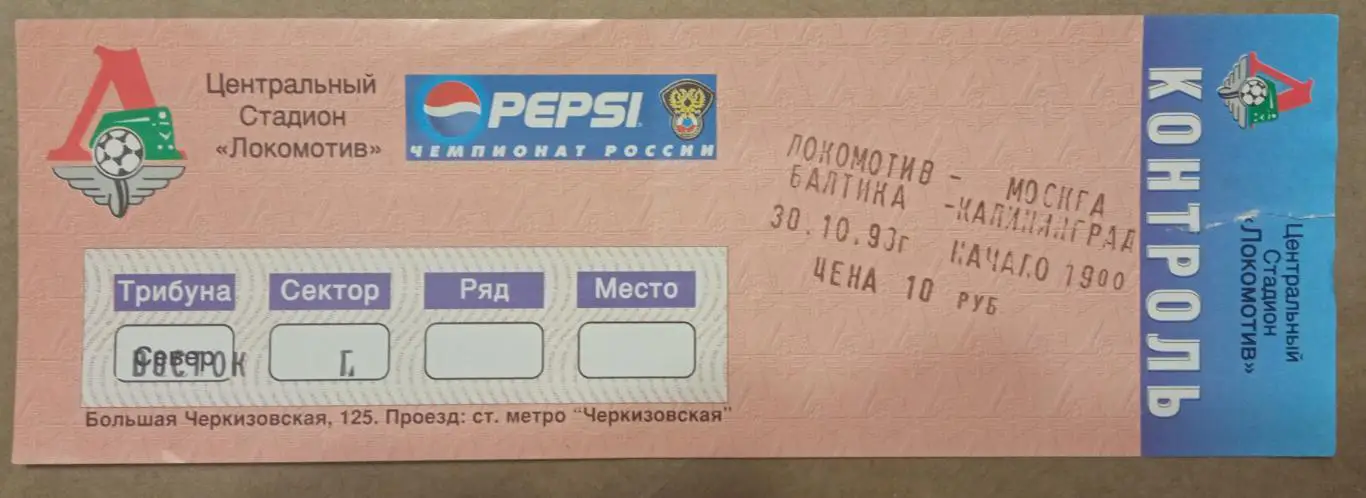 Центральный
Стадион
«Локомотив»
PEPSI
ЧЕМПИОНАТ РОССИИ
ЛОКОМОТИВ - МОСКВА
БАЛТИКА -КАЛИНИНГРАД
30.10.98г НАЧАЛО 1900
ЦЕНА 10 РУБ
Трибуна Сектор Ряд Место
Север
ВОСТОК Г.
Большая Черкизовская, 125. Проезд: ст. метро "Черкизовская"
КОНТРОЛЬ
Центральный
Стадион
«Локомотив»